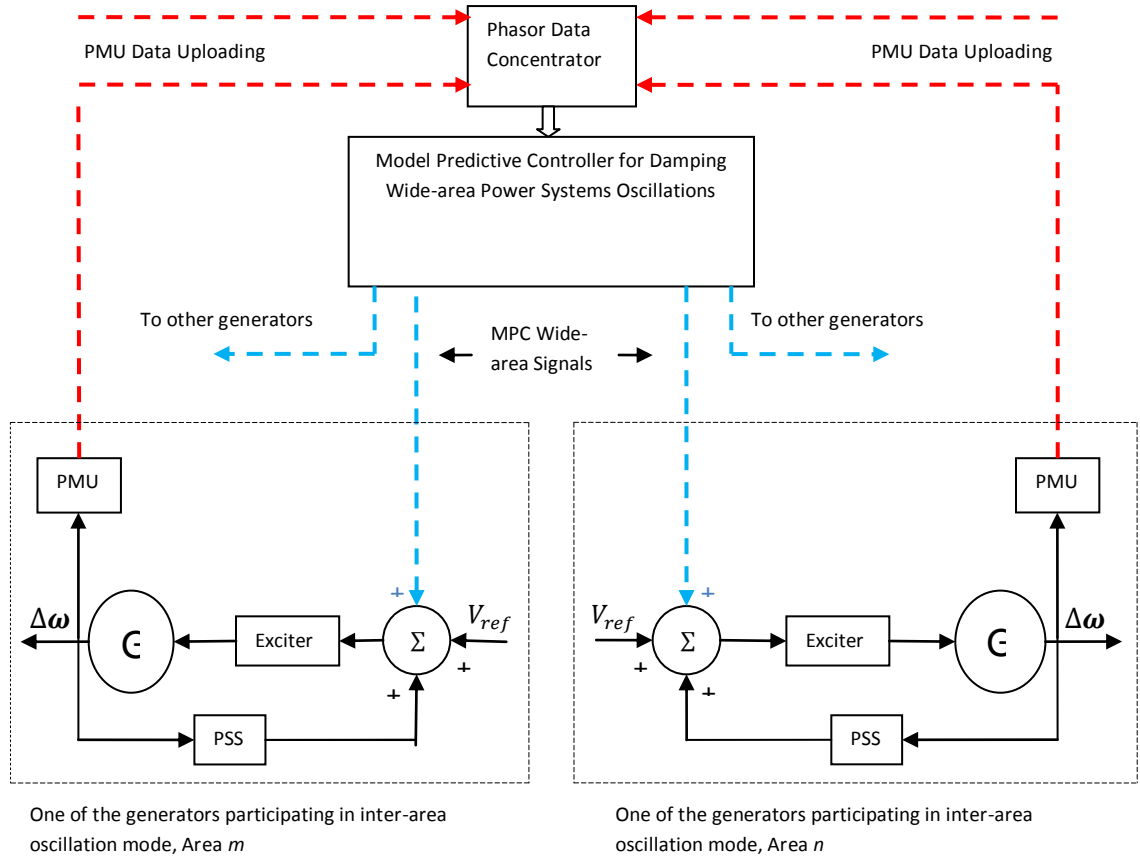 Phasor Data
Concentrator
PMU Data Uploading
PMU Data Uploading
Model Predictive Controller for Damping
Wide-area Power Systems Oscillations
To other generators
MPC Wide-
area Signals
To other generators
PMU
PMU
+
+
Δω
G
Exciter
Σ
V_ref
+
+
V_ref
Σ
Exciter
G
Δω
+
+
PSS
PSS
One of the generators participating in inter-area
oscillation mode, Area m
One of the generators participating in inter-area
oscillation mode, Area n